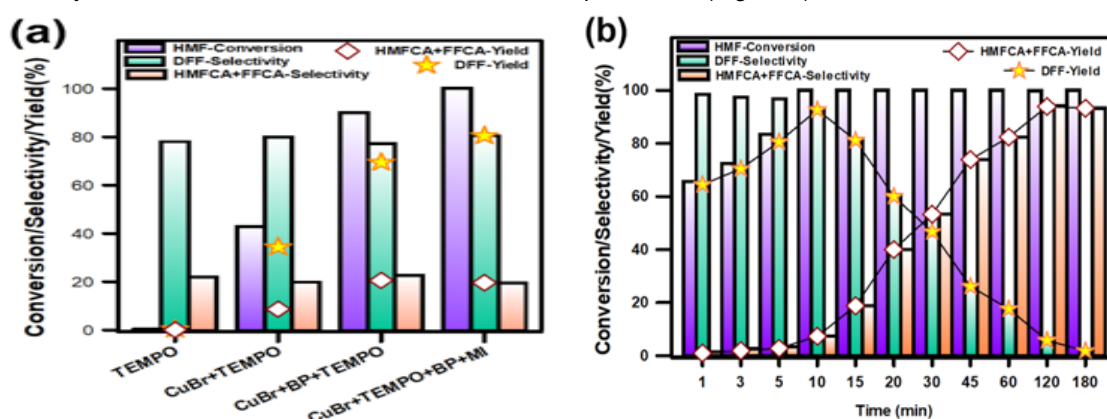 (a)
HMF-Conversion
DFF-Selectivity
HMFCA+FFCA-Selectivity
HMFCA+FFCA-Yield
DFF-Yield
Conversion/Selectivity/Yield(%)
100
80
60
40
20
0
TEMPO
CuBr+TEMPO
CuBr+BP+TEMPO
CuBr+TEMPO+BP+MI
(b)
HMF-Conversion
DFF-Selectivity
HMFCA+FFCA-Selectivity
HMFCA+FFCA-Yield
DFF-Yield
Conversion/Selectivity/Yield(%)
100
80
60
40
20
0
1 3 5 10 15 20 30 45 60 120 180
Time (min)